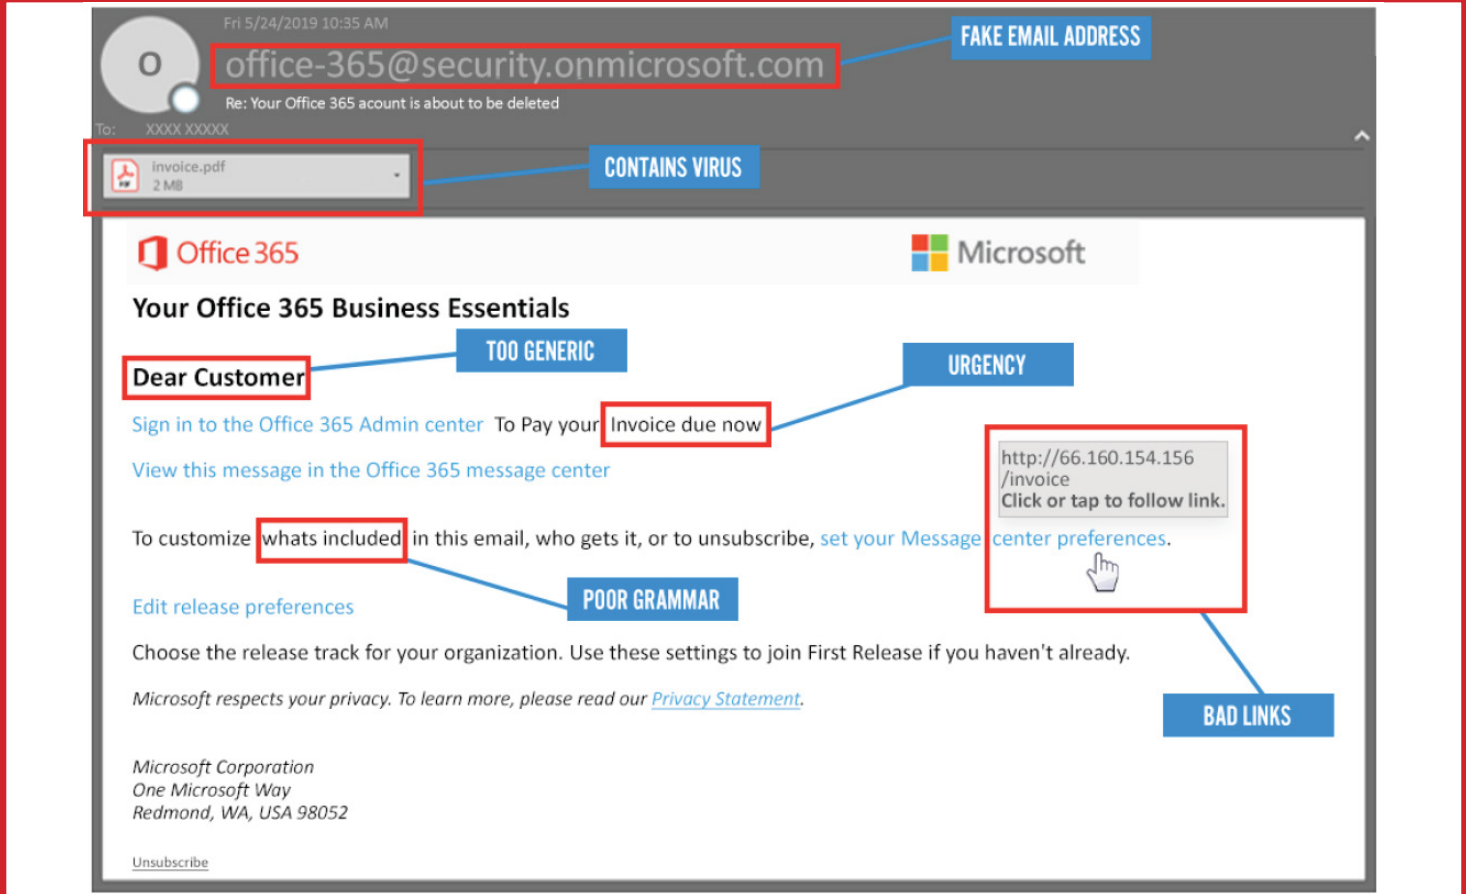 Fri 5/24/2019 10:35 AM
FAKE EMAIL ADDRESS
O
office-365@security.onmicrosoft.com
Re: Your Office 365 acount is about to be deleted
To: XXXX XXXXX
invoice.pdf
2 MB
PDF
CONTAINS VIRUS
Office 365
Microsoft
Your Office 365 Business Essentials
TOO GENERIC
URGENCY
Dear Customer
Sign in to the Office 365 Admin center To Pay your Invoice due now
View this message in the Office 365 message center
http://66.160.154.156
/invoice
Click or tap to follow link.
To customize whats included in this email, who gets it, or to unsubscribe, set your Message center preferences.
POOR GRAMMAR
Edit release preferences
Choose the release track for your organization. Use these settings to join First Release if you haven't already.
Microsoft respects your privacy. To learn more, please read our Privacy Statement.
BAD LINKS
Microsoft Corporation
One Microsoft Way
Redmond, WA, USA 98052
Unsubscribe